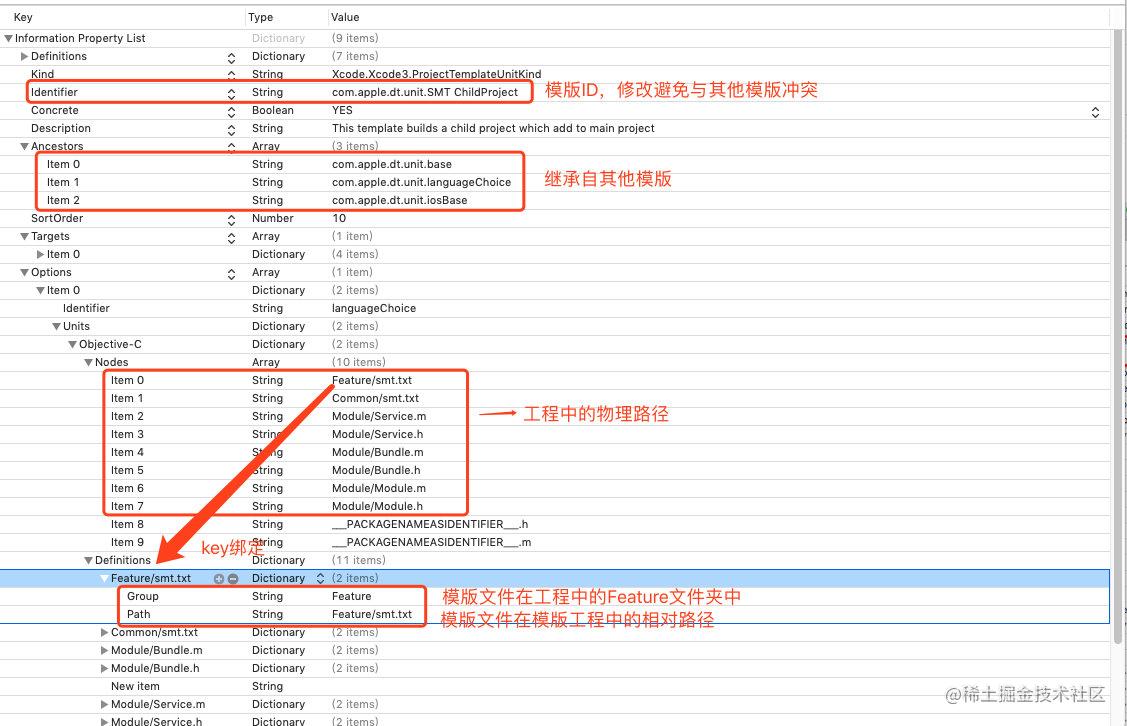 Key Type Value
Information Property List Dictionary (9 items)
Definitions Dictionary (7 items)
Kind String Xcode.Xcode3.ProjectTemplateUnitKind
Identifier String com.apple.dt.unit.SMT ChildProject 模版ID，修改避免与其他模版冲突
Concrete Boolean YES
Description String This template builds a child project which add to main project
Ancestors Array (3 items)
Item 0 String com.apple.dt.unit.base
Item 1 String com.apple.dt.unit.languageChoice 继承自其他模版
Item 2 String com.apple.dt.unit.iosBase
SortOrder Number 10
Targets Array (1 item)
Item 0 Dictionary (4 items)
Options Array (1 item)
Item 0 Dictionary (2 items)
Identifier String languageChoice
Units Dictionary (2 items)
Objective-C Dictionary (2 items)
Nodes Array (10 items)
Item 0 String Feature/smt.txt
Item 1 String Common/smt.txt
Item 2 String Module/Service.m 工程中的物理路径
Item 3 String Module/Service.h
Item 4 String Module/Bundle.m
Item 5 String Module/Bundle.h
Item 6 String Module/Module.m
Item 7 String Module/Module.h
Item 8 String ___PACKAGENAMEASIDENTIFIER___.h
Item 9 String ___PACKAGENAMEASIDENTIFIER___.m
key绑定
Definitions Dictionary (11 items)
Feature/smt.txt Dictionary (2 items)
Group String Feature 模版文件在工程中的Feature文件夹中
Path String Feature/smt.txt 模版文件在模版工程中的相对路径
Common/smt.txt Dictionary (2 items)
Module/Bundle.m Dictionary (2 items)
Module/Bundle.h Dictionary (2 items)
New item String
Module/Service.m Dictionary (2 items)
Module/Service.h Dictionary (2 items)
@稀土掘金技术社区